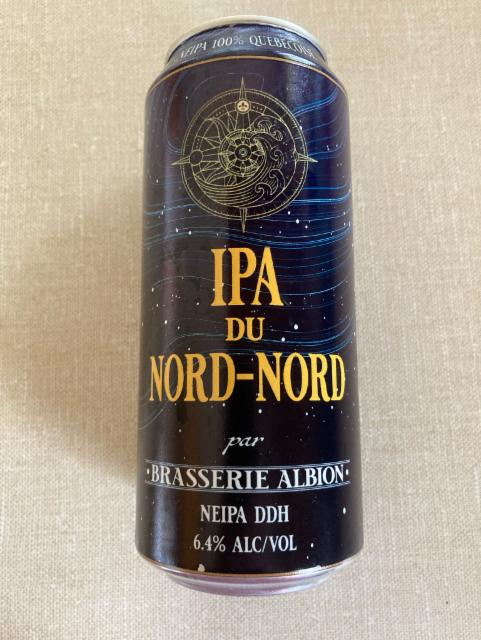 NEIPA 100% QUÉBÉCOISE
IPA
DU
NORD-NORD
par
·BRASSERIE ALBION·
NEIPA DDH
6.4% ALC/VOL